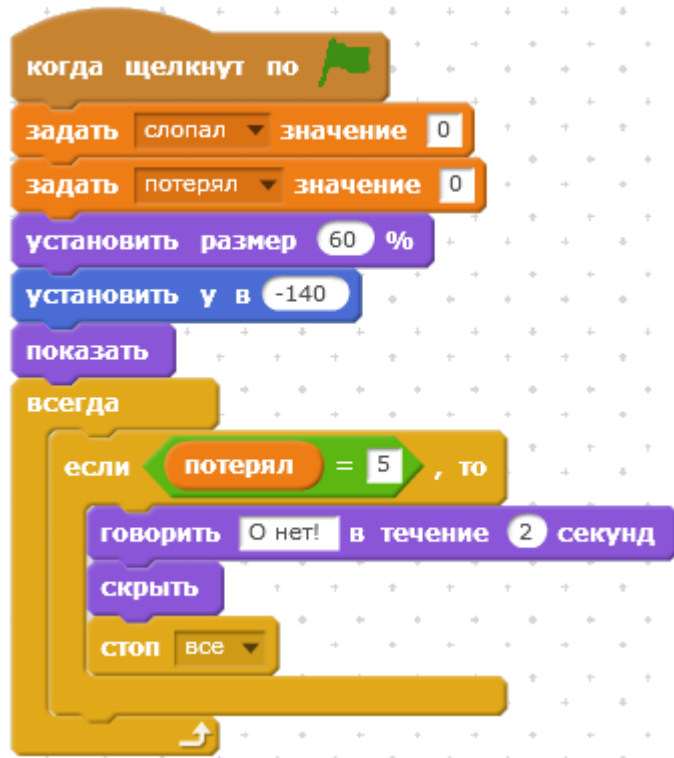 когда щелкнут по
задать слопал значение 0
задать потерял значение 0
установить размер 60 %
установить y в -140
показать
всегда
если потерял = 5 , то
говорить О нет! в течение 2 секунд
скрыть
стоп все